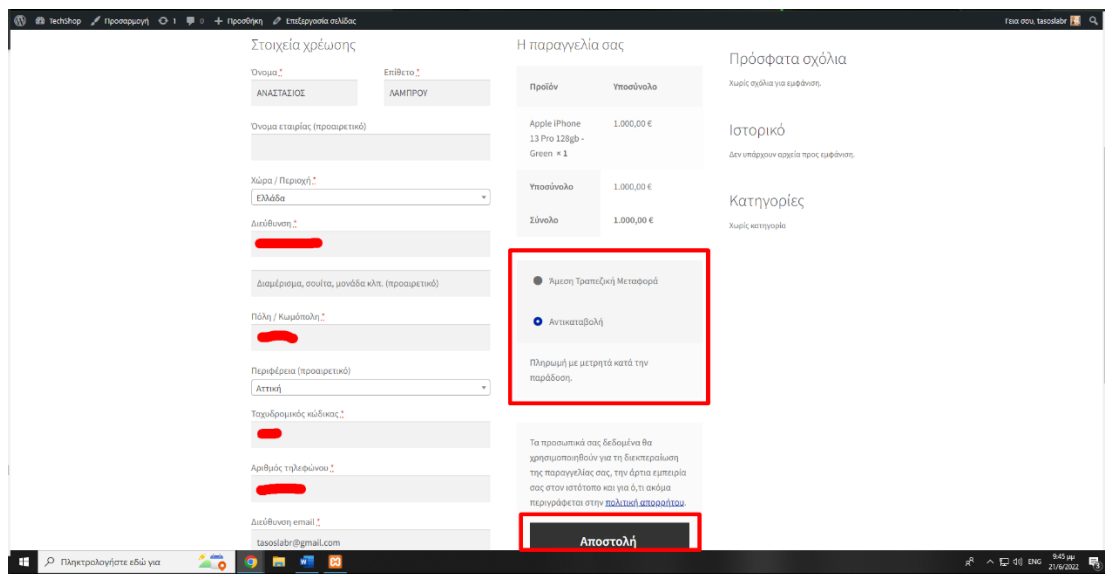 TechShop Προσαρμογή 1 0 Προσθήκη Επεξεργασία σελίδας Γεια σου, tasoslabr
Στοιχεία χρέωσης
Όνομα *
Επίθετο *
ΑΝΑΣΤΑΣΙΟΣ
ΛΑΜΠΡΟΥ
Όνομα εταιρίας (προαιρετικό)
Χώρα / Περιοχή *
Ελλάδα
Διεύθυνση *
Διαμέρισμα, σουίτα, μονάδα κλπ. (προαιρετικό)
Πόλη / Κωμόπολη *
Περιφέρεια (προαιρετικό)
Αττική
Ταχυδρομικός κώδικας *
Αριθμός τηλεφώνου *
Διεύθυνση email *
tasoslabr@gmail.com
Η παραγγελία σας
Προϊόν Υποσύνολο
Apple iPhone 1.000,00 €
13 Pro 128gb -
Green × 1
Υποσύνολο 1.000,00 €
Σύνολο 1.000,00 €
Άμεση Τραπεζική Μεταφορά
Αντικαταβολή
Πληρωμή με μετρητά κατά την
παράδοση.
Τα προσωπικά σας δεδομένα θα
χρησιμοποιηθούν για τη διεκπεραίωση
της παραγγελίας σας, την άρτια εμπειρία
σας στον ιστότοπο και για ό,τι ακόμα
περιγράφεται στην πολιτική απορρήτου.
Αποστολή
Πρόσφατα σχόλια
Χωρίς σχόλια για εμφάνιση.
Ιστορικό
Δεν υπάρχουν αρχεία προς εμφάνιση.
Κατηγορίες
Χωρίς κατηγορία
Πληκτρολογήστε εδώ για
ENG
9:45 μμ
21/6/2022